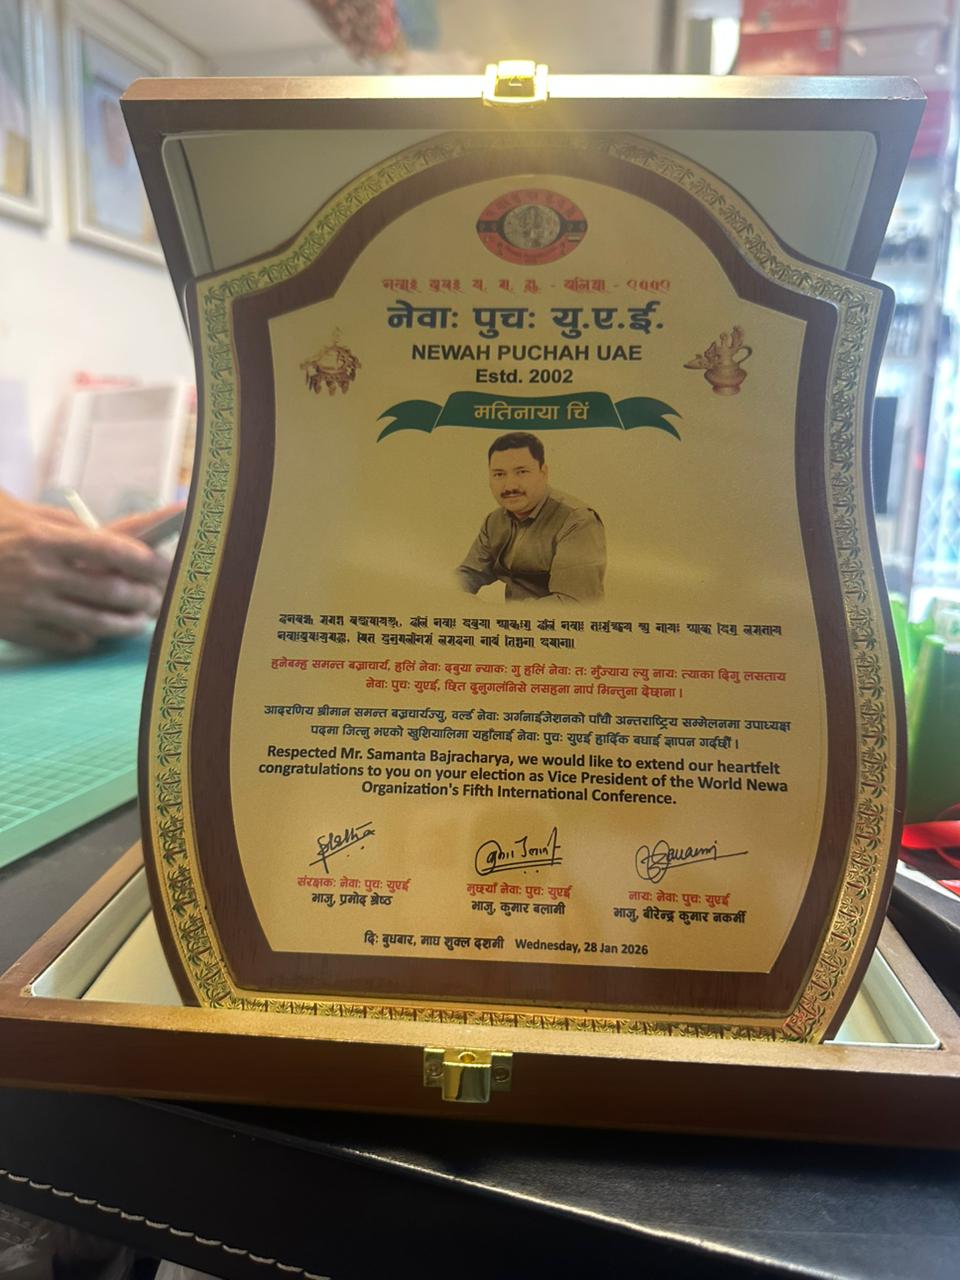 नेवाः पुचः यु.ए.ई.
NEWAH PUCHAH UAE
Estd. 2002
मतिनाया चिं
हनेबम्ह समन्त बज्राचार्य, हलिं नेवाः दबुया न्याकः गु हलिं नेवाः तः मुँज्याय ल्यु नायः त्याका दिगु लसताय
नेवाः पुचः युएई, छित दुनुगलंनिसे लसहना नापं भिन्तुना देछाना ।
आदरणिय श्रीमान समन्त बज्रचार्यज्यु, वर्ल्ड नेवाः अर्गनाईजेशनको पाँचौ अन्तराष्ट्रिय सम्मेलनमा उपाध्यक्ष
पदमा जित्नु भएको खुशियालिमा यहाँलाई नेवाः पुचः युएई हार्दिक बधाई ज्ञापन गर्दछौं ।
Respected Mr. Samanta Bajracharya, we would like to extend our heartfelt
congratulations to you on your election as Vice President of the World Newa
Organization's Fifth International Conference.
संरक्षकः नेवाः पुचः युएई
भाजु, प्रमोद श्रेष्ठ
मुछ्याँ नेवाः पुचः युएई
भाजु, कुमार बलामी
नायः नेवाः पुचः युएई
भाजु, बीरेन्द्र कुमार नकर्मी
दिः बुधबार, माघ शुक्ल दशमी Wednesday, 28 Jan 2026